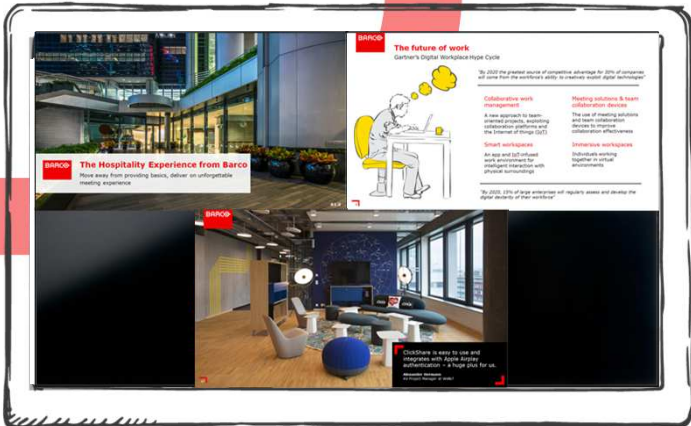 BARCO
The Hospitality Experience from Barco
Move away from providing basics, deliver on unforgettable
meeting experience
BARCO
The future of work
Gartner's Digital Workplace Hype Cycle
"By 2020 the greatest source of competitive advantage for 30% of companies
will come from the workforce's ability to creatively exploit digital technologies"
Collaborative work
management
A new approach to team-
oriented projects, exploiting
collaboration platforms and
the Internet of things (IoT)
Meeting solutions & team
collaboration devices
The use of meeting solutions
and team collaboration
devices to improve
collaboration effectiveness
Smart workspaces
An app and IoT-infused
work environment for
intelligent interaction with
physical surroundings
Immersive workspaces
Individuals working
together in virtual
environments
"By 2020, 15% of large enterprises will regularly assess and develop the
digital dexterity of their workforce"
BARCO
ClickShare is easy to use and
integrates with Apple Airplay
authentication – a huge plus for us.